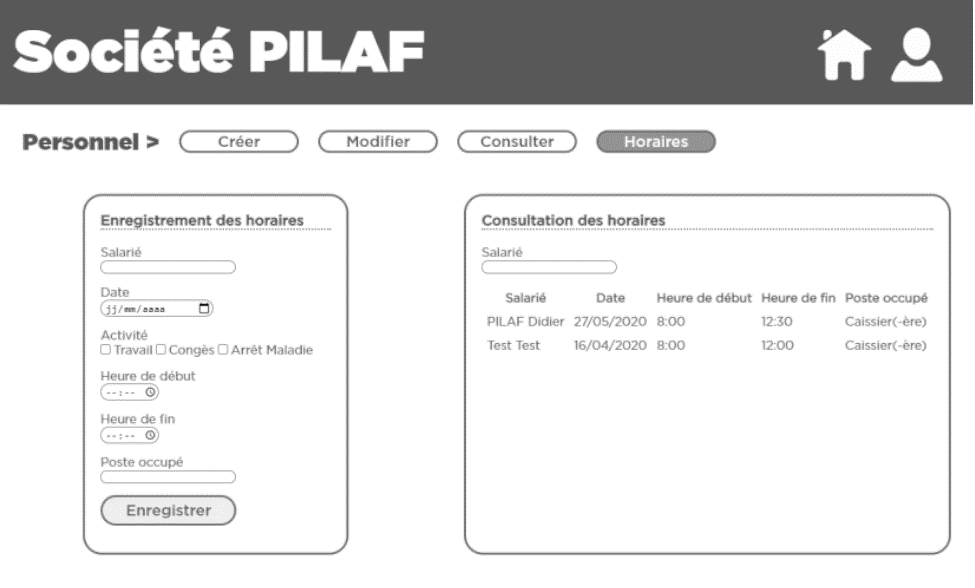 Société PILAF
Personnel > Créer Modifier Consulter Horaires
Enregistrement des horaires
Salarié
Date
jj/mm/aaaa
Activité
Travail Congès Arrêt Maladie
Heure de début
--:--
Heure de fin
--:--
Poste occupé
Enregistrer
Consultation des horaires
Salarié
Salarié Date Heure de début Heure de fin Poste occupé
PILAF Didier 27/05/2020 8:00 12:30 Caissier(-ère)
Test Test 16/04/2020 8:00 12:00 Caissier(-ère)